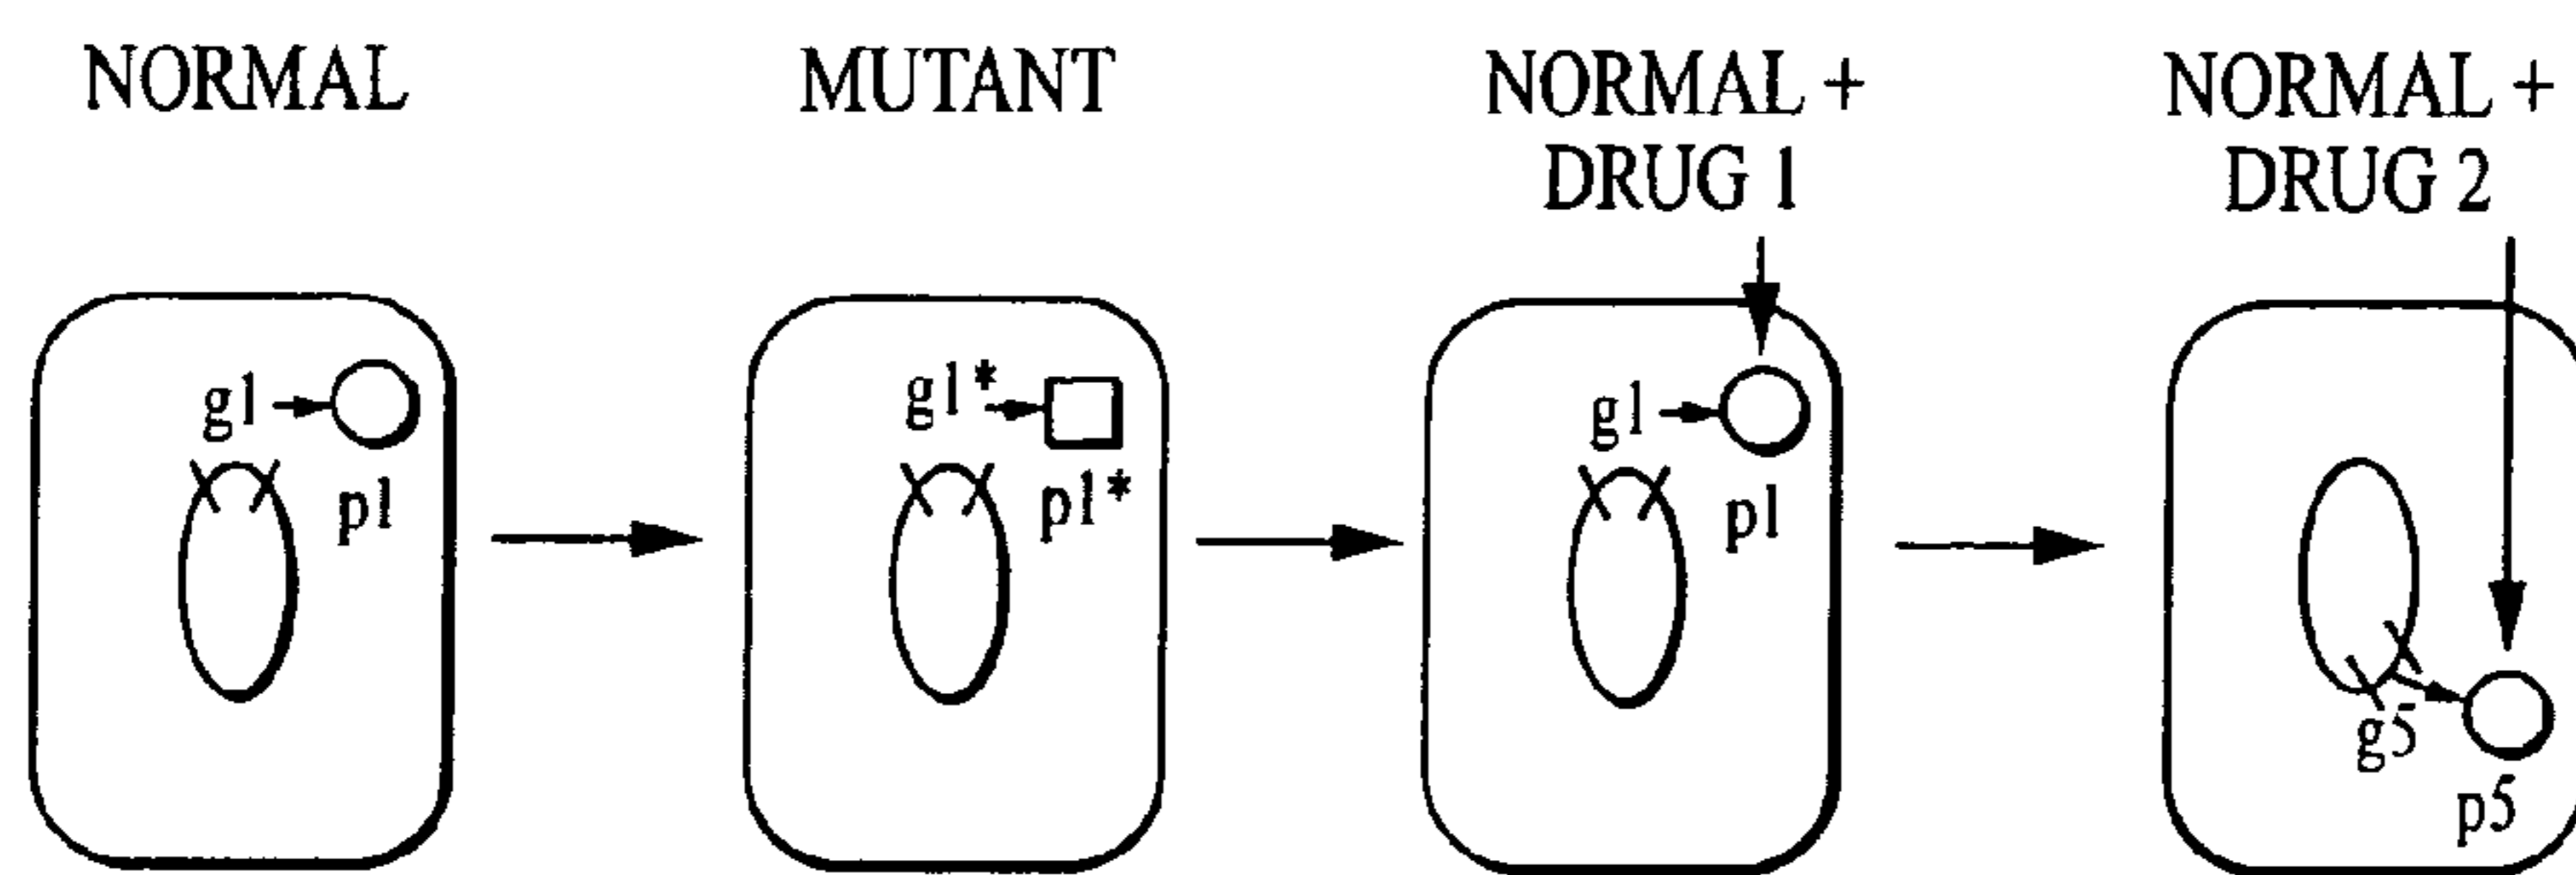 NORMAL
MUTANT
NORMAL +
DRUG 1
NORMAL +
DRUG 2
g1
p1
g1*
p1*
g1
p1
g5
p5